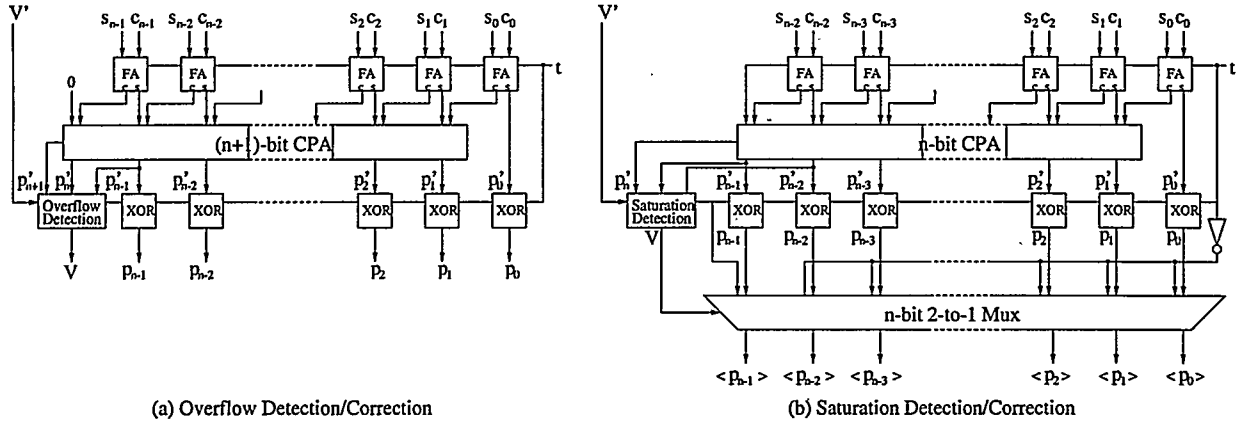 V'
s_{n-1} c_{n-1} s_{n-2} c_{n-2} s_2 c_2 s_1 c_1 s_0 c_0
FA FA FA FA FA
t
c s c s c s c s c s
0
(n+1)-bit CPA
p'_{n+1} p'_n p'_{n-1} p'_{n-2} p'_2 p'_1 p'_0
Overflow
Detection
XOR XOR XOR XOR XOR
V p_{n-1} p_{n-2} p_2 p_1 p_0
(a) Overflow Detection/Correction
V'
s_{n-2} c_{n-2} s_{n-3} c_{n-3} s_2 c_2 s_1 c_1 s_0 c_0
FA FA FA FA FA
t
c s c s c s c s c s
n-bit CPA
p'_n p'_{n-1} p'_{n-2} p'_{n-3} p'_2 p'_1 p'_0
Saturation
Detection
XOR XOR XOR XOR XOR XOR
V p_{n-1} p_{n-2} p_{n-3} p_2 p_1 p_0
n-bit 2-to-1 Mux
< p_{n-1} > < p_{n-2} > < p_{n-3} > < p_2 > < p_1 > < p_0 >
(b) Saturation Detection/Correction